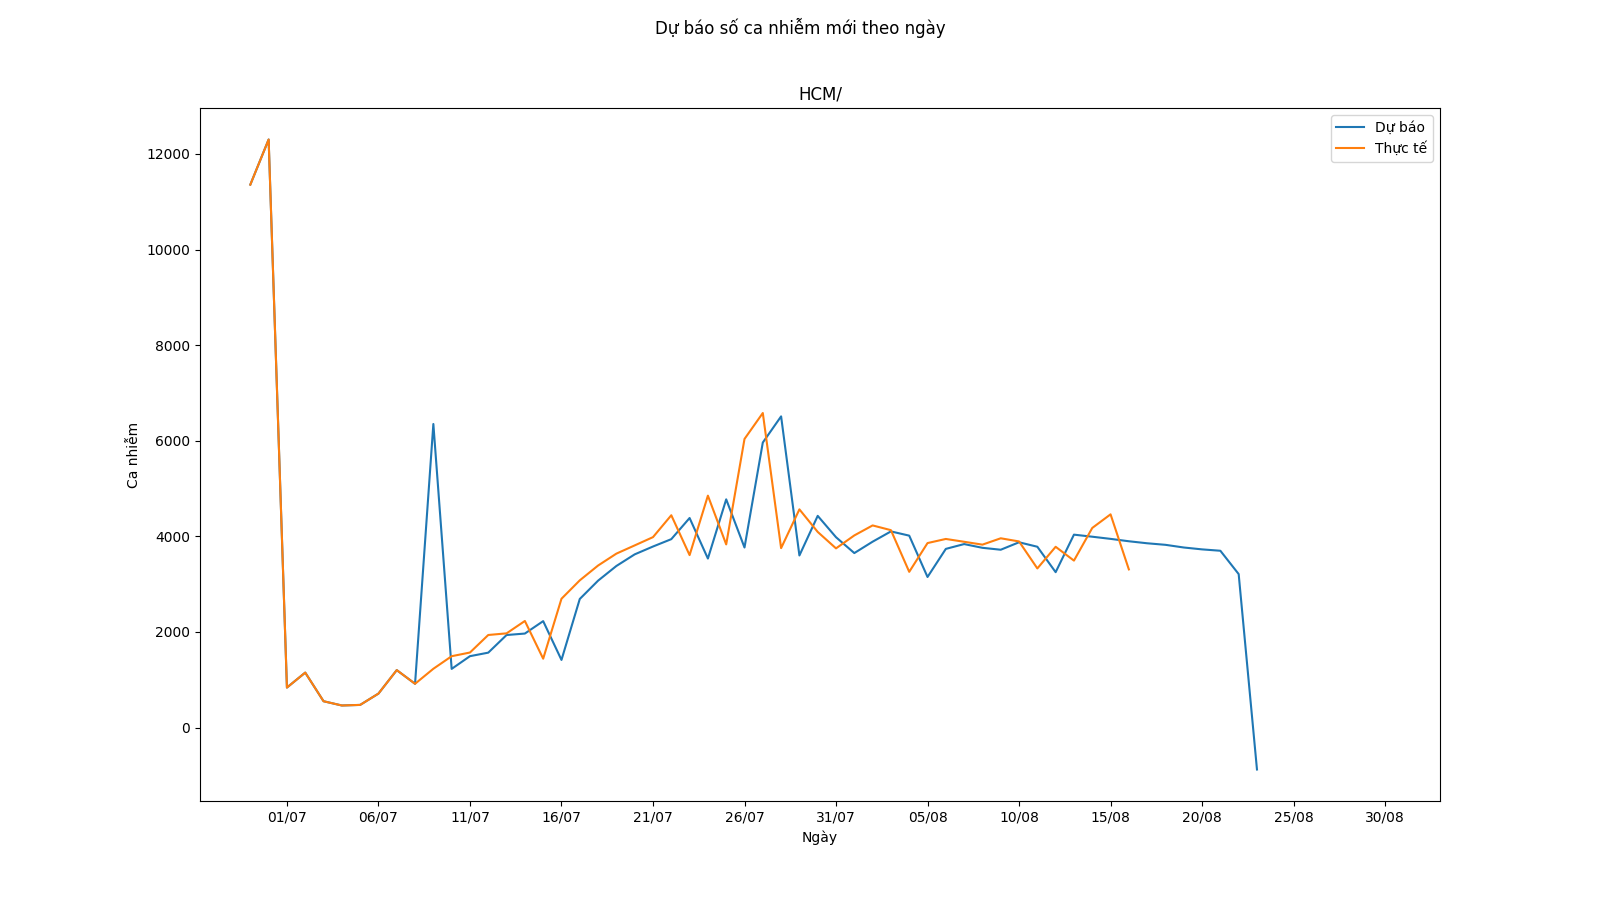 Dự báo số ca nhiễm mới theo ngày
HCM/
Dự báo
Thực tế
12000
10000
8000
6000
4000
2000
0
Ca nhiễm
01/07 06/07 11/07 16/07 21/07 26/07 31/07 05/08 10/08 15/08 20/08 25/08 30/08
Ngày